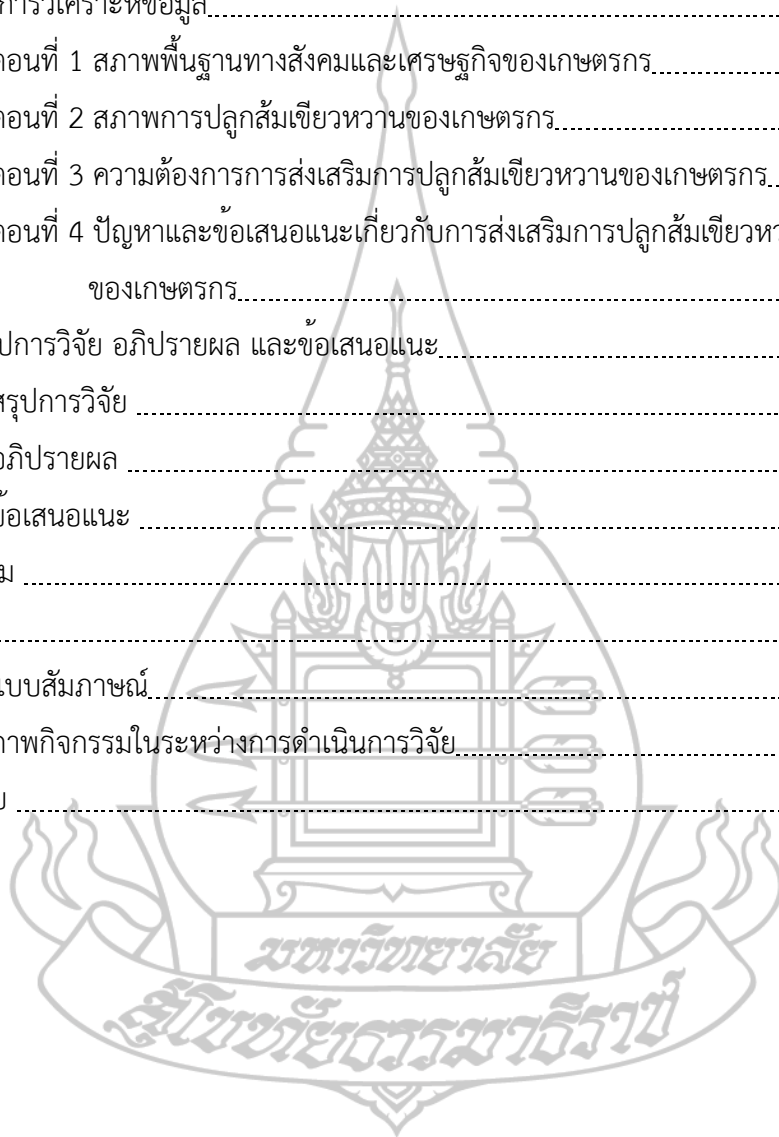 การวิเคราะห์ข้อมูล
ตอนที่ 1 สภาพพื้นฐานทางสังคมและเศรษฐกิจของเกษตรกร
ตอนที่ 2 สภาพการปลูกส้มเขียวหวานของเกษตรกร
ตอนที่ 3 ความต้องการการส่งเสริมการปลูกส้มเขียวหวานของเกษตรกร
ตอนที่ 4 ปัญหาและข้อเสนอแนะเกี่ยวกับการส่งเสริมการปลูกส้มเขียวหว
ของเกษตรกร
ปการวิจัย อภิปรายผล และข้อเสนอแนะ
สรุปการวิจัย
อภิปรายผล
ข้อเสนอแนะ
ม
แบบสัมภาษณ์
ภาพกิจกรรมในระหว่างการดำเนินการวิจัย
ย
มหาวิทยาลัย
สุโขทัยธรรมาธิราช